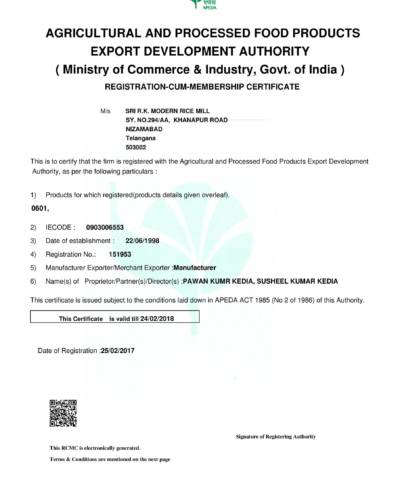 APEDA
AGRICULTURAL AND PROCESSED FOOD PRODUCTS
EXPORT DEVELOPMENT AUTHORITY
( Ministry of Commerce & Industry, Govt. of India )
REGISTRATION-CUM-MEMBERSHIP CERTIFICATE
M/s SRI R.K. MODERN RICE MILL
SY. NO.294/AA, KHANAPUR ROAD
NIZAMABAD
Telangana
503002
This is to certify that the firm is registered with the Agricultural and Processed Food Products Export Development
Authority, as per the following particulars :
1) Products for which registered(products details given overleaf).
0601,
2) IECODE : 0903006553
3) Date of establishment : 22/06/1998
4) Registration No.: 151953
5) Manufacturer Exporter/Merchant Exporter :Manufacturer
6) Name(s) of Proprietor/Partner(s)/Director(s) :PAWAN KUMR KEDIA, SUSHEEL KUMAR KEDIA
This certificate is issued subject to the conditions laid down in APEDA ACT 1985 (No 2 of 1986) of this Authority.
This Certificate is valid till 24/02/2018
Date of Registration :25/02/2017
Signature of Registering Authority
This RCMC is electronically generated.
Terms & Conditions are mentioned on the next page